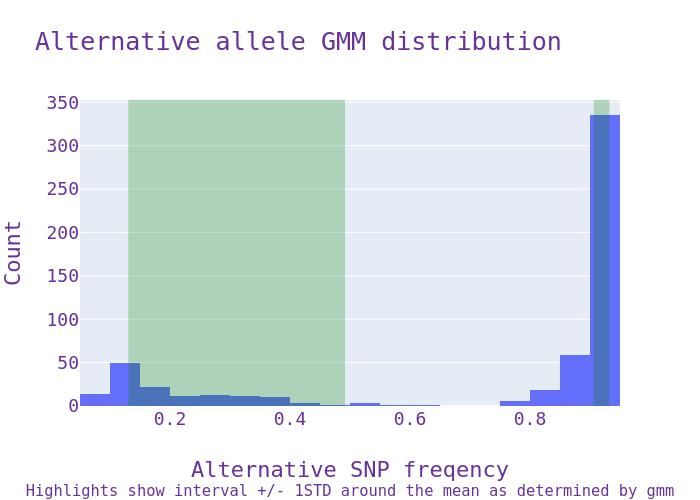 Alternative allele GMM distribution
350
300
250
200
150
100
50
0
Count
0.2 0.4 0.6 0.8
Alternative SNP freqency
Highlights show interval +/- 1STD around the mean as determined by gmm